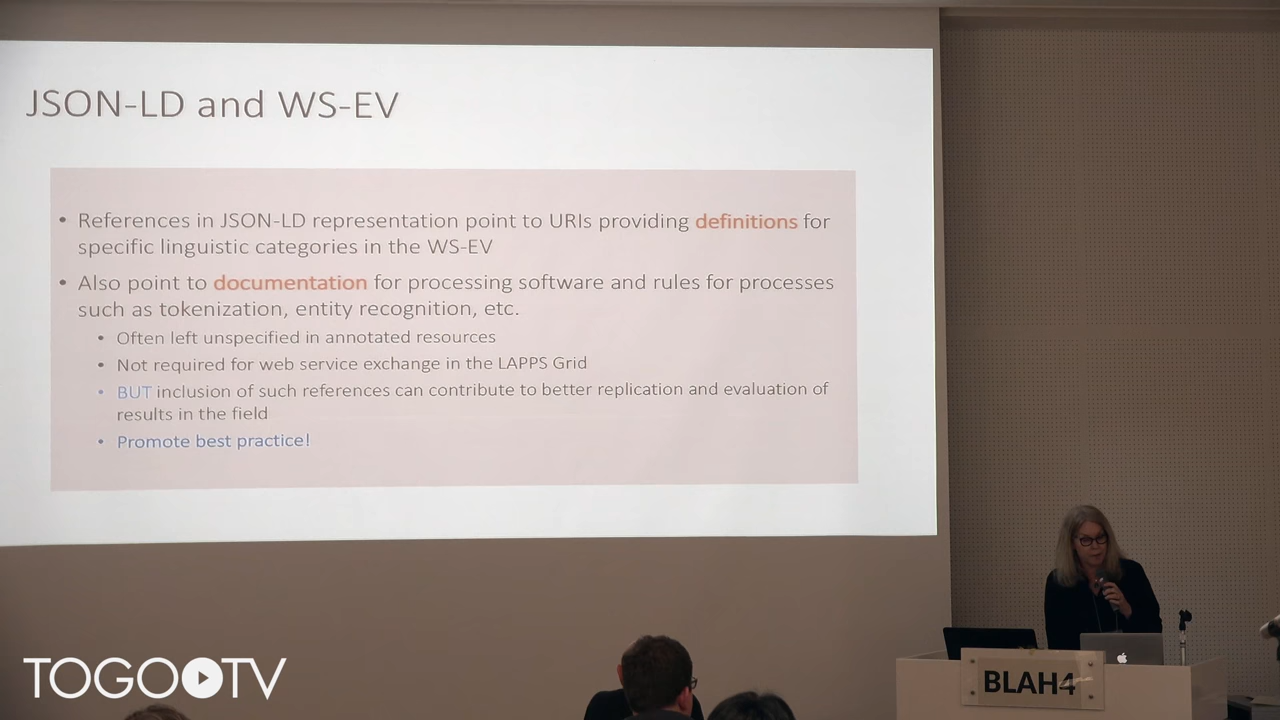 JSON-LD and WS-EV
• References in JSON-LD representation point to URIs providing definitions for
specific linguistic categories in the WS-EV
• Also point to documentation for processing software and rules for processes
such as tokenization, entity recognition, etc.
• Often left unspecified in annotated resources
• Not required for web service exchange in the LAPPS Grid
• BUT inclusion of such references can contribute to better replication and evaluation of
results in the field
• Promote best practice!
TOGOTV
BLAH4